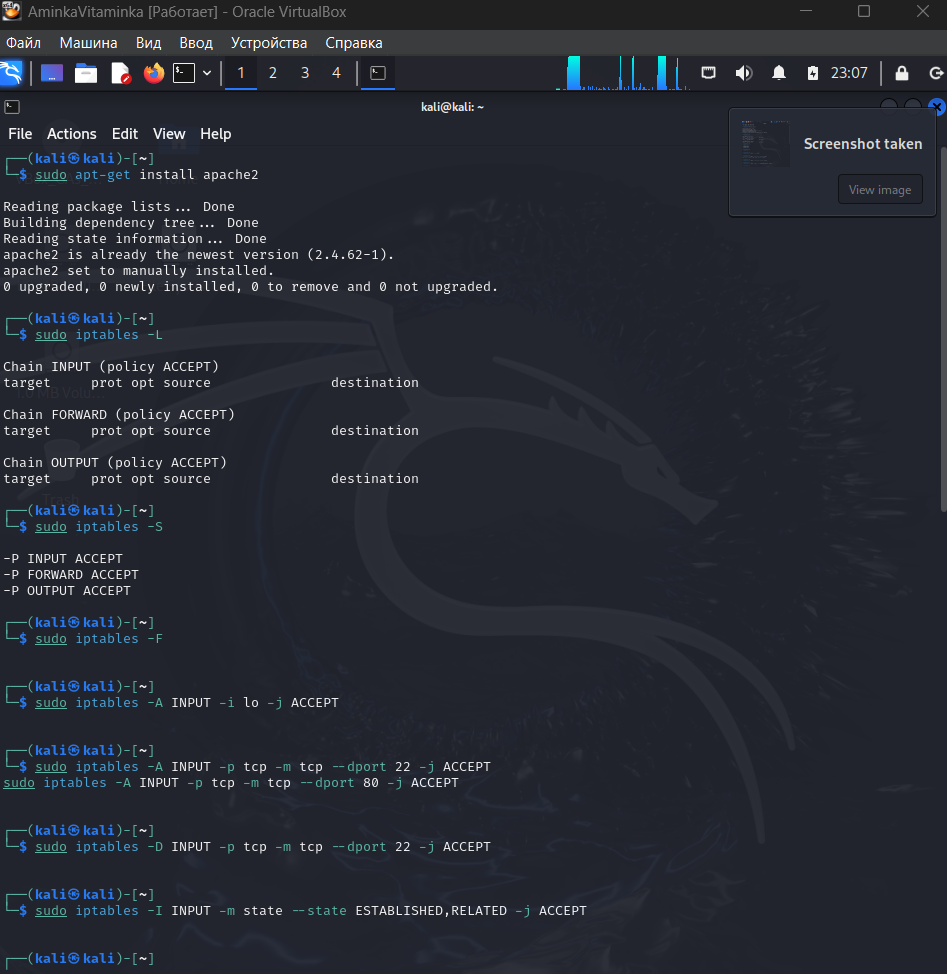 AminkaVitaminka [Работает] - Oracle VirtualBox
Файл Машина Вид Ввод Устройства Справка
1 2 3 4 23:07
kali@kali: ~
File Actions Edit View Help
Screenshot taken
View image
┌──(kali㉿kali)-[~]
└─$ sudo apt-get install apache2
Reading package lists... Done
Building dependency tree... Done
Reading state information... Done
apache2 is already the newest version (2.4.62-1).
apache2 set to manually installed.
0 upgraded, 0 newly installed, 0 to remove and 0 not upgraded.
┌──(kali㉿kali)-[~]
└─$ sudo iptables -L
Chain INPUT (policy ACCEPT)
target prot opt source destination
Chain FORWARD (policy ACCEPT)
target prot opt source destination
Chain OUTPUT (policy ACCEPT)
target prot opt source destination
┌──(kali㉿kali)-[~]
└─$ sudo iptables -S
-P INPUT ACCEPT
-P FORWARD ACCEPT
-P OUTPUT ACCEPT
┌──(kali㉿kali)-[~]
└─$ sudo iptables -F
┌──(kali㉿kali)-[~]
└─$ sudo iptables -A INPUT -i lo -j ACCEPT
┌──(kali㉿kali)-[~]
└─$ sudo iptables -A INPUT -p tcp -m tcp --dport 22 -j ACCEPT
sudo iptables -A INPUT -p tcp -m tcp --dport 80 -j ACCEPT
┌──(kali㉿kali)-[~]
└─$ sudo iptables -D INPUT -p tcp -m tcp --dport 22 -j ACCEPT
┌──(kali㉿kali)-[~]
└─$ sudo iptables -I INPUT -m state --state ESTABLISHED,RELATED -j ACCEPT
┌──(kali㉿kali)-[~]
1.0 MB Volu...
Trash